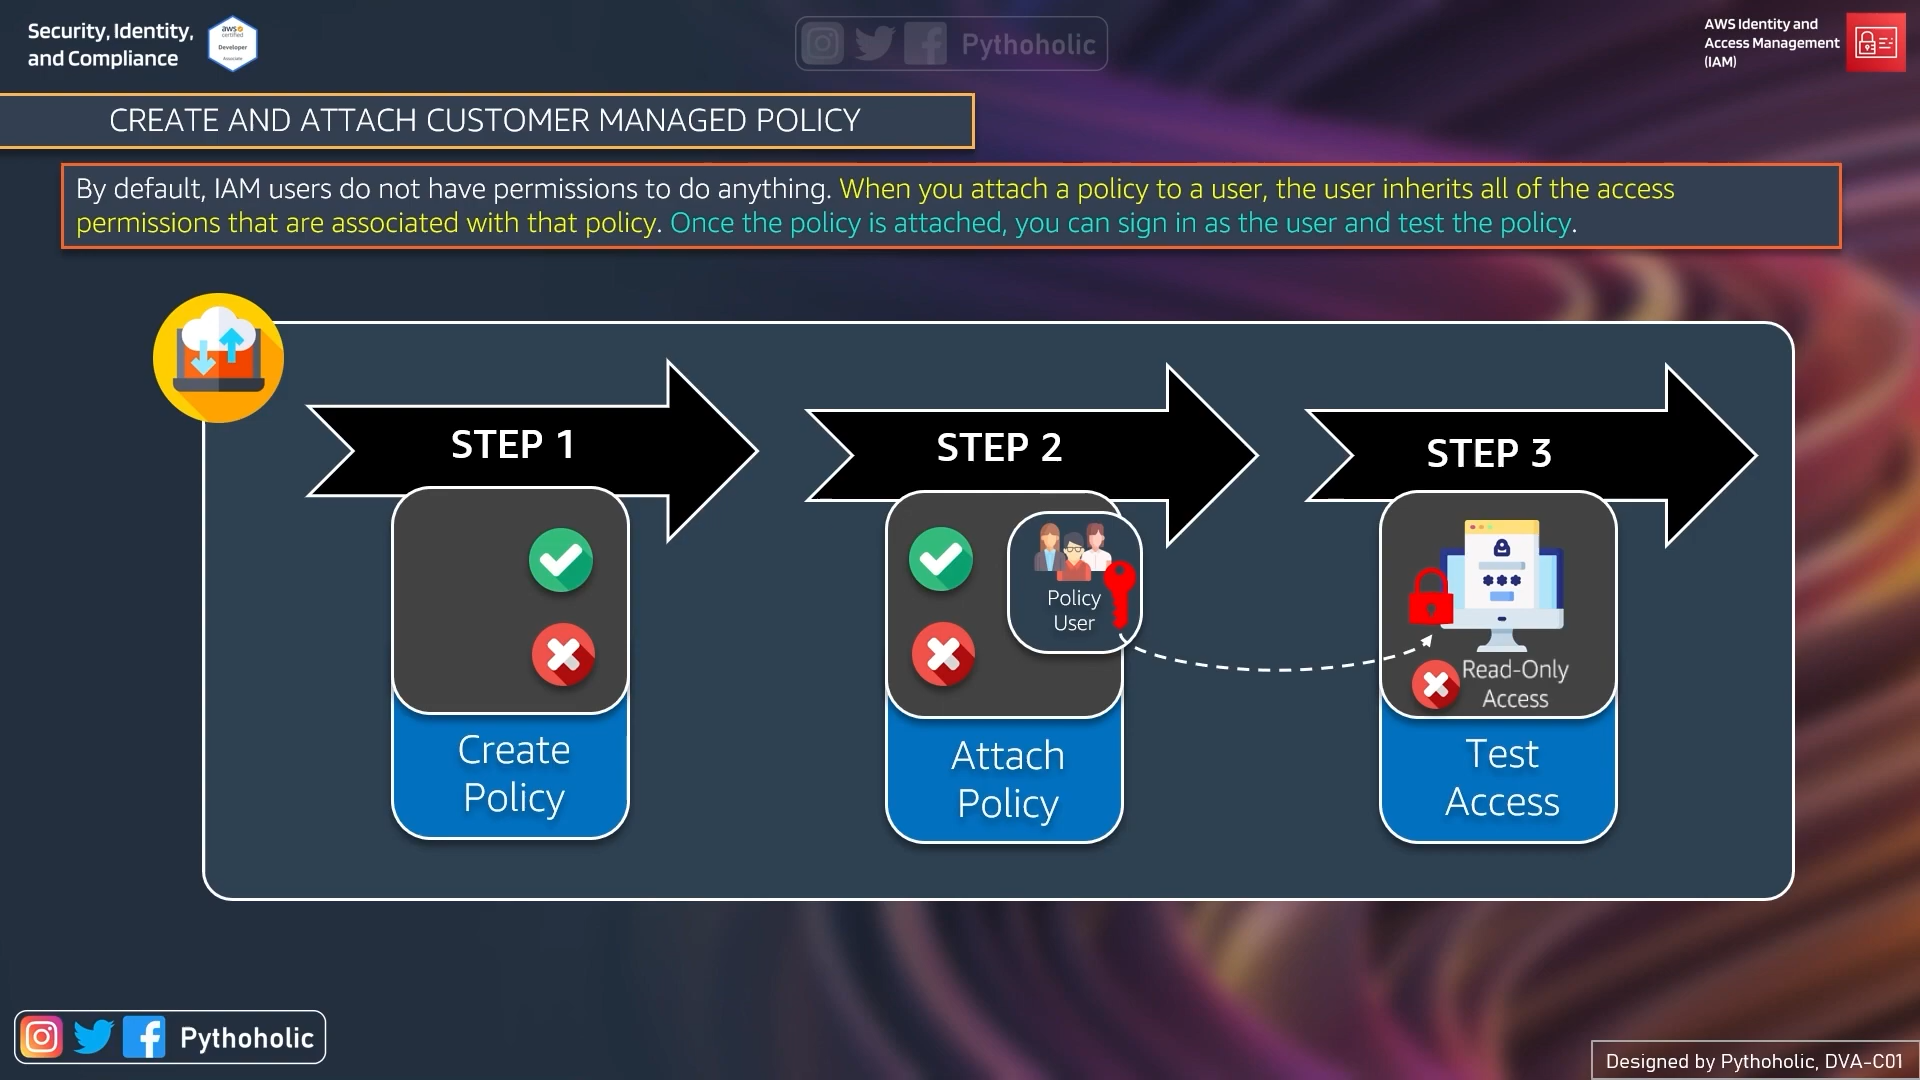 Security, Identity,
and Compliance
aws
certified
Developer
Associate
Pythoholic
AWS Identity and
Access Management
(IAM)
CREATE AND ATTACH CUSTOMER MANAGED POLICY
By default, IAM users do not have permissions to do anything. When you attach a policy to a user, the user inherits all of the access
permissions that are associated with that policy. Once the policy is attached, you can sign in as the user and test the policy.
STEP 1
STEP 2
STEP 3
Policy
User
Read-Only
Access
Create
Policy
Attach
Policy
Test
Access
Pythoholic
Designed by Pythoholic, DVA-C01